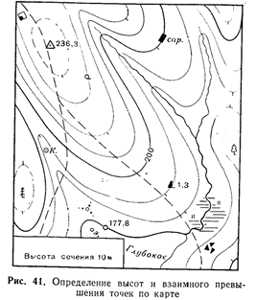 236,3
сар.
К.
200
1,3
177,8
Глубокое
Высота сечения 10м
Рис. 41. Определение высот и взаимного превы-
шения точек по карте